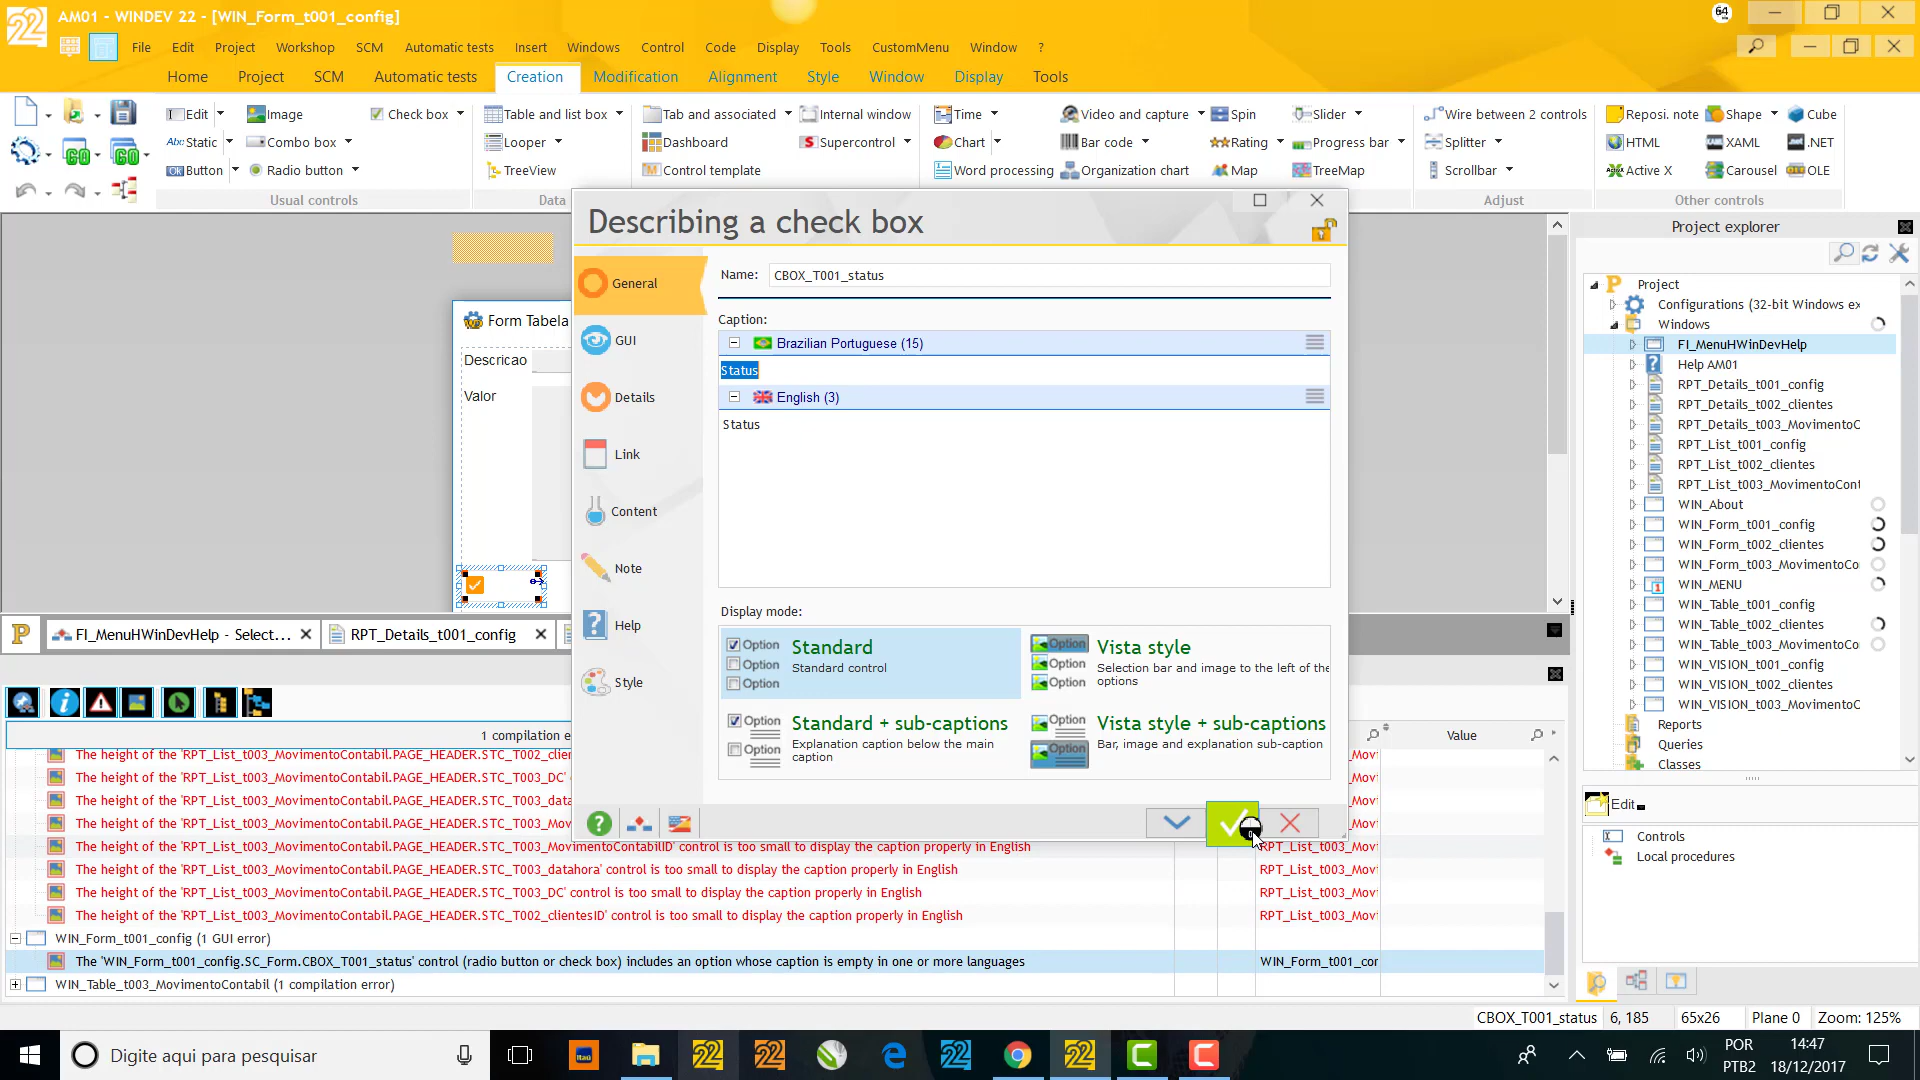 22
AM01 - WINDEV 22 - [WIN_Form_t001_config]
64
File Edit Project Workshop SCM Automatic tests Insert Windows Control Code Display Tools CustomMenu Window ?
Home Project SCM Automatic tests Creation Modification Alignment Style Window Display Tools
Edit Image Check box Table and list box Tab and associated Internal window Time Video and capture Spin Slider Wire between 2 controls Reposi. note Shape Cube
Abc Static Combo box Looper Dashboard Supercontrol Chart Bar code Rating Progress bar Splitter HTML XAML .NET
GO GO
Ok Button Radio button TreeView Control template Word processing Organization chart Map TreeMap Scrollbar Active X Carousel OLE
Usual controls Data Adjust Other controls
Describing a check box
Project explorer
Name: CBOX_T001_status
General
GUI
Details
Link
Content
Note
Help
Style
Caption:
Brazilian Portuguese (15)
Status
English (3)
Status
Display mode:
Option
Option
Option
Standard
Standard control
Option
Option
Option
Vista style
Selection bar and image to the left of the
options
Option
Option
Standard + sub-captions
Explanation caption below the main
caption
Option
Option
Vista style + sub-captions
Bar, image and explanation sub-caption
Form Tabela
Descricao
Valor
Project
Configurations (32-bit Windows ex
Windows
FI_MenuHWinDevHelp
Help AM01
RPT_Details_t001_config
RPT_Details_t002_clientes
RPT_Details_t003_MovimentoC
RPT_List_t001_config
RPT_List_t002_clientes
RPT_List_t003_MovimentoCont
WIN_About
WIN_Form_t001_config
WIN_Form_t002_clientes
WIN_Form_t003_MovimentoCo
WIN_MENU
WIN_Table_t001_config
WIN_Table_t002_clientes
WIN_Table_t003_MovimentoCo
WIN_VISION_t001_config
WIN_VISION_t002_clientes
WIN_VISION_t003_MovimentoC
Reports
Queries
Classes
Edit
Controls
Local procedures
FI_MenuHWinDevHelp - Select... RPT_Details_t001_config
1 compilation e
Value
The height of the 'RPT_List_t003_MovimentoContabil.PAGE_HEADER.STC_T002_clie
The height of the 'RPT_List_t003_MovimentoContabil.PAGE_HEADER.STC_T003_DC'
The height of the 'RPT_List_t003_MovimentoContabil.PAGE_HEADER.STC_T003_data
The height of the 'RPT_List_t003_MovimentoContabil.PAGE_HEADER.STC_T003_Mov
The height of the 'RPT_List_t003_MovimentoContabil.PAGE_HEADER.STC_T003_MovimentoContabilID' control is too small to display the caption properly in English RPT_List_t003_Mov
The height of the 'RPT_List_t003_MovimentoContabil.PAGE_HEADER.STC_T003_datahora' control is too small to display the caption properly in English RPT_List_t003_Mov
The height of the 'RPT_List_t003_MovimentoContabil.PAGE_HEADER.STC_T003_DC' control is too small to display the caption properly in English RPT_List_t003_Mov
The height of the 'RPT_List_t003_MovimentoContabil.PAGE_HEADER.STC_T002_clientesID' control is too small to display the caption properly in English RPT_List_t003_Mov
WIN_Form_t001_config (1 GUI error)
The 'WIN_Form_t001_config.SC_Form.CBOX_T001_status' control (radio button or check box) includes an option whose caption is empty in one or more languages WIN_Form_t001_cor
WIN_Table_t003_MovimentoContabil (1 compilation error)
CBOX_T001_status 6, 185 65x26 Plane 0 Zoom: 125%
Digite aqui para pesquisar
Itaú
22 22 22 22
POR
PTB2
14:47
18/12/2017